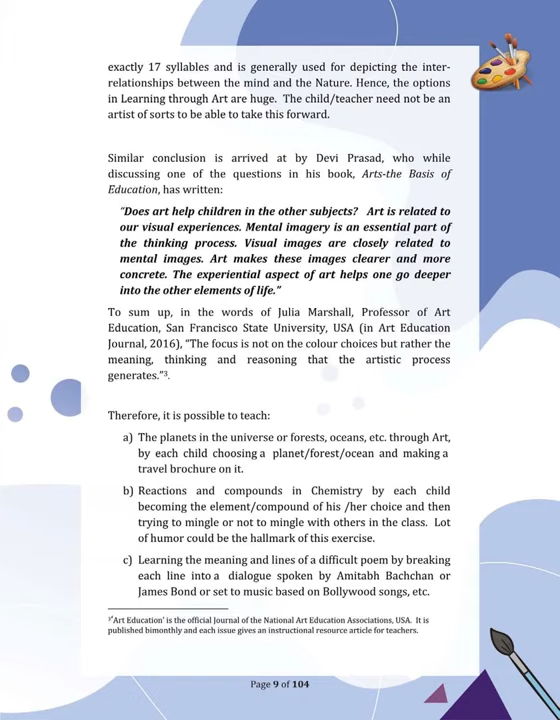 exactly 17 syllables and is generally used for depicting the inter-
relationships between the mind and the Nature. Hence, the options
in Learning through Art are huge. The child/teacher need not be an
artist of sorts to be able to take this forward.
Similar conclusion is arrived at by Devi Prasad, who while
discussing one of the questions in his book, Arts-the Basis of
Education, has written:
"Does art help children in the other subjects? Art is related to
our visual experiences. Mental imagery is an essential part of
the thinking process. Visual images are closely related to
mental images. Art makes these images clearer and more
concrete. The experiential aspect of art helps one go deeper
into the other elements of life."
To sum up, in the words of Julia Marshall, Professor of Art
Education, San Francisco State University, USA (in Art Education
Journal, 2016), "The focus is not on the colour choices but rather the
meaning, thinking and reasoning that the artistic process
generates."3.
Therefore, it is possible to teach:
a) The planets in the universe or forests, oceans, etc. through Art,
by each child choosing a planet/forest/ocean and making a
travel brochure on it.
b) Reactions and compounds in Chemistry by each child
becoming the element/compound of his /her choice and then
trying to mingle or not to mingle with others in the class. Lot
of humor could be the hallmark of this exercise.
c) Learning the meaning and lines of a difficult poem by breaking
each line into a dialogue spoken by Amitabh Bachchan or
James Bond or set to music based on Bollywood songs, etc.
3'Art Education' is the official Journal of the National Art Education Associations, USA. It is
published bimonthly and each issue gives an instructional resource article for teachers.
Page 9 of 104